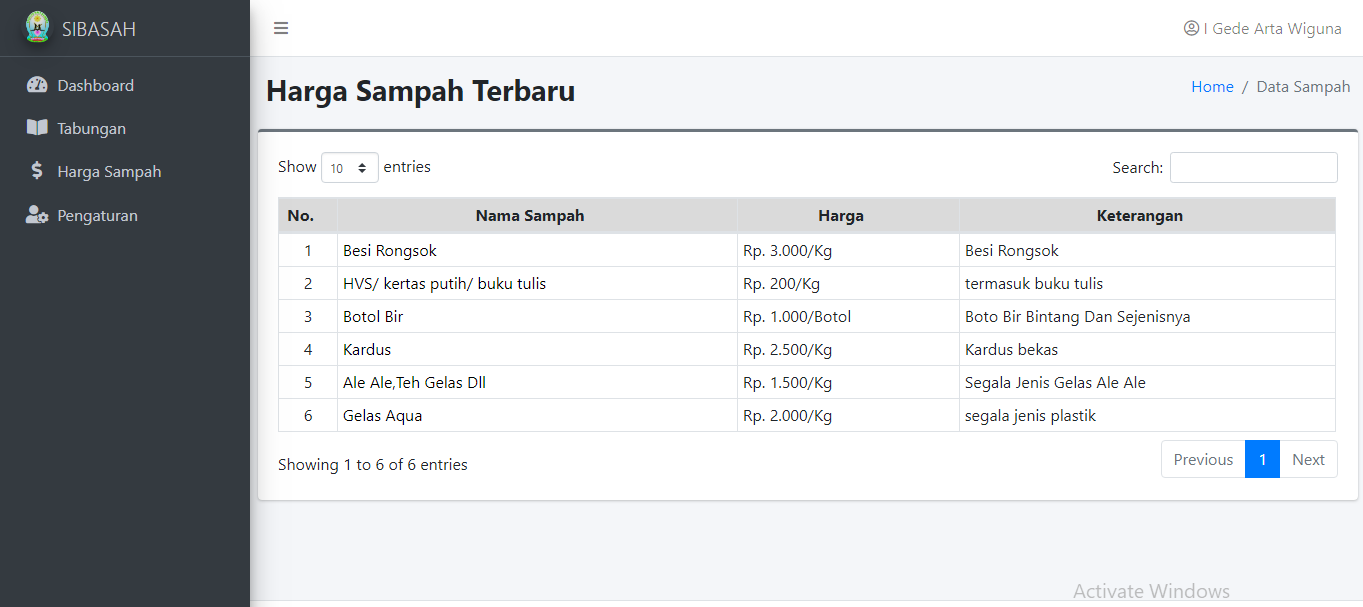 SIBASAH
I Gede Arta Wiguna
Dashboard
Tabungan
Harga Sampah
Pengaturan
Harga Sampah Terbaru
Home / Data Sampah
Show 10 entries
Search:
No. Nama Sampah Harga Keterangan
1 Besi Rongsok Rp. 3.000/Kg Besi Rongsok
2 HVS/ kertas putih/ buku tulis Rp. 200/Kg termasuk buku tulis
3 Botol Bir Rp. 1.000/Botol Boto Bir Bintang Dan Sejenisnya
4 Kardus Rp. 2.500/Kg Kardus bekas
5 Ale Ale,Teh Gelas Dll Rp. 1.500/Kg Segala Jenis Gelas Ale Ale
6 Gelas Aqua Rp. 2.000/Kg segala jenis plastik
Showing 1 to 6 of 6 entries
Previous 1 Next
Activate Windows